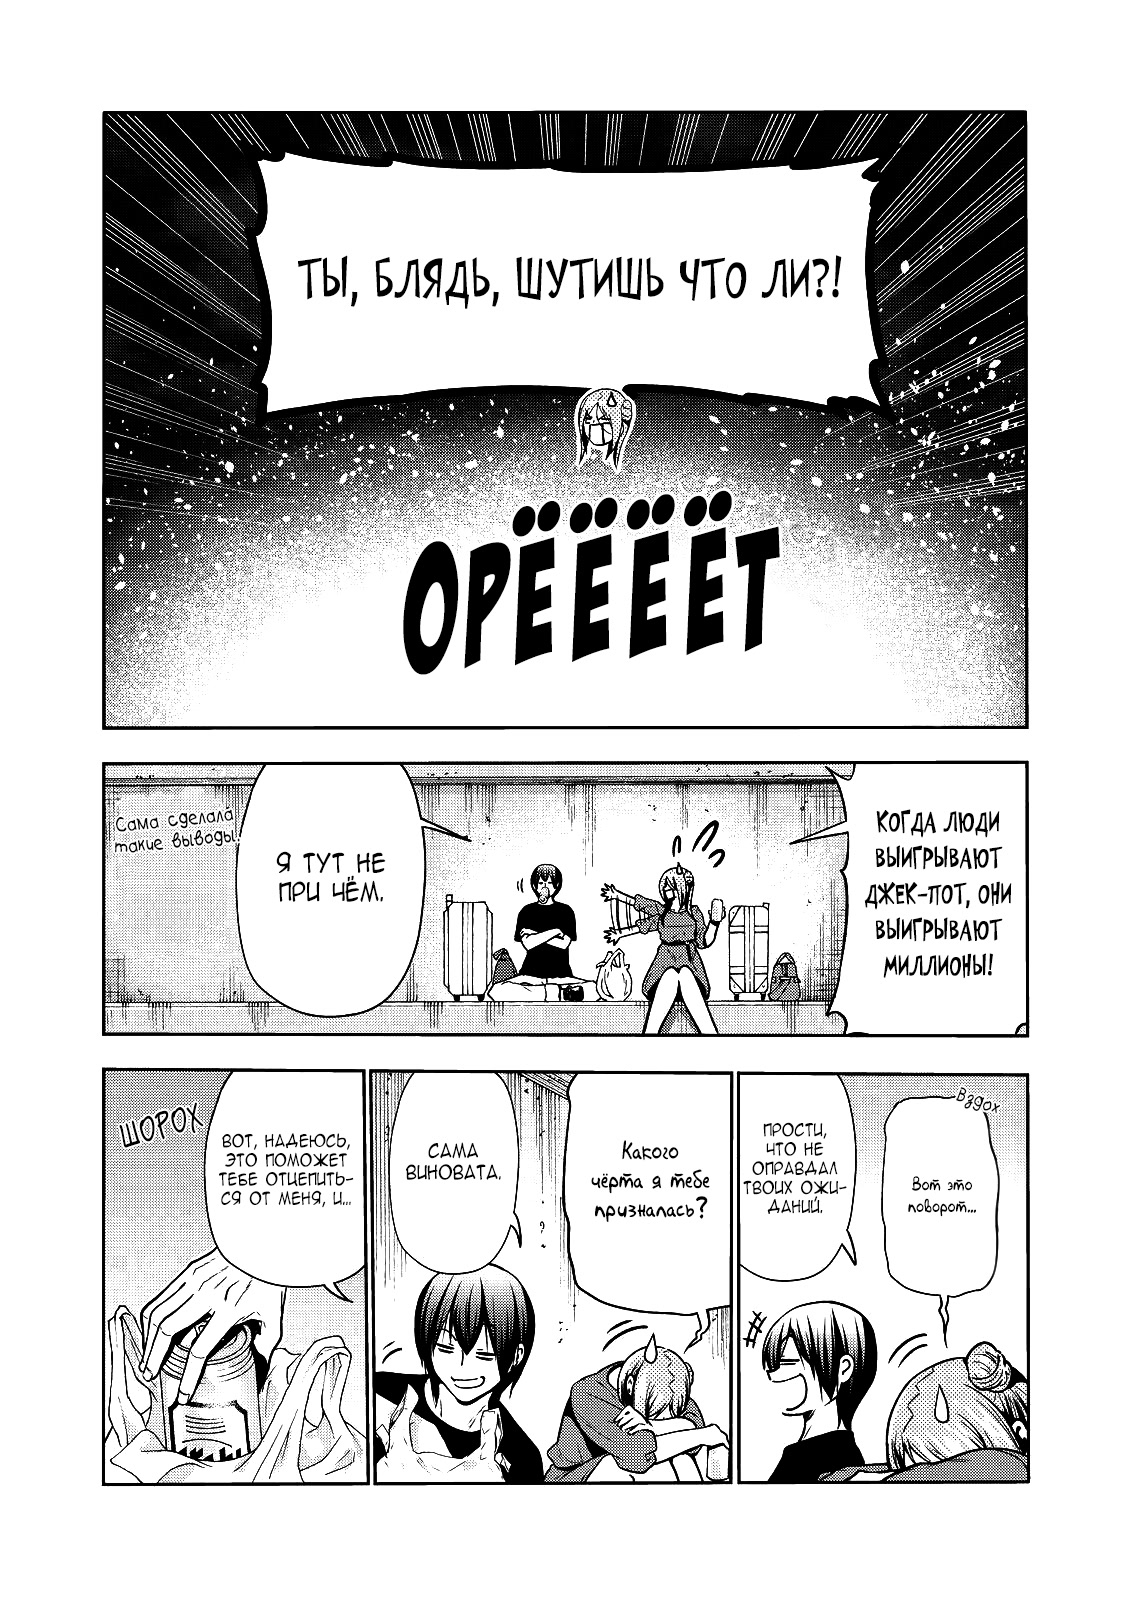 ТЫ, БЛЯДЬ, ШУТИШЬ ЧТО ЛИ?!
ОРЁЁЁЁТ
КОГДА ЛЮДИ
ВЫИГРЫВАЮТ
ДЖЕК-ПОТ, ОНИ
ВЫИГРЫВАЮТ
МИЛЛИОНЫ!
Я ТУТ НЕ
ПРИ ЧЁМ.
Сама сделала
такие выводы
Вздох
Вот это
поворот...
ПРОСТИ,
ЧТО НЕ
ОПРАВДАЛ
ТВОИХ ОЖИ-
ДАНИЙ.
Какого
чёрта я тебе
призналась?
САМА
ВИНОВАТА.
ВОТ, НАДЕЮСЬ,
ЭТО ПОМОЖЕТ
ТЕБЕ ОТЦЕПИТЬ-
СЯ ОТ МЕНЯ, И...
ШОРОХ